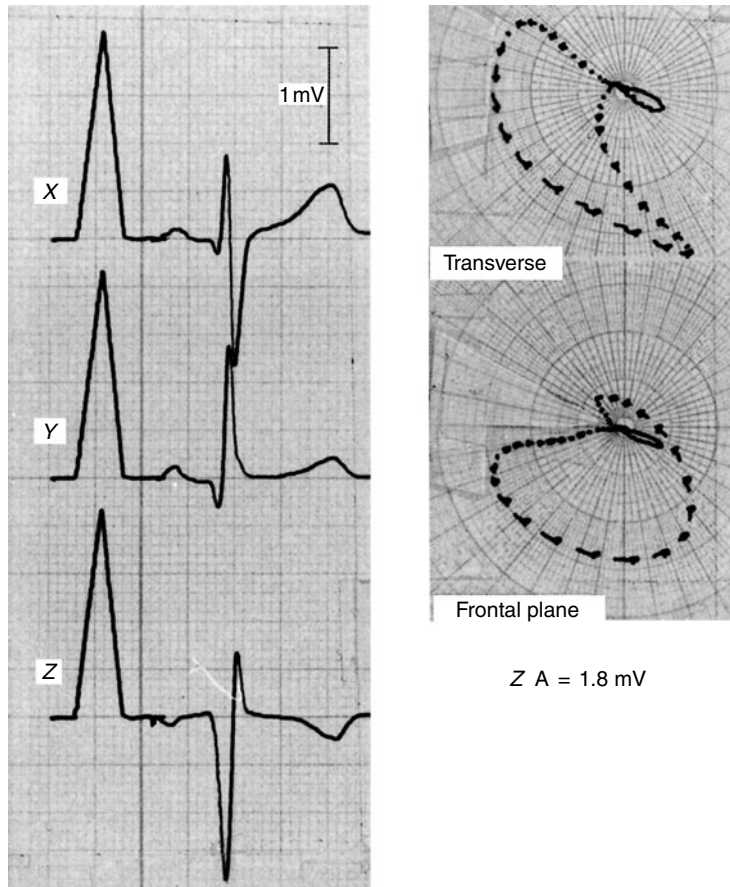 1 mV
X
Y
Z
Transverse
Frontal plane
Z A = 1.8 mV